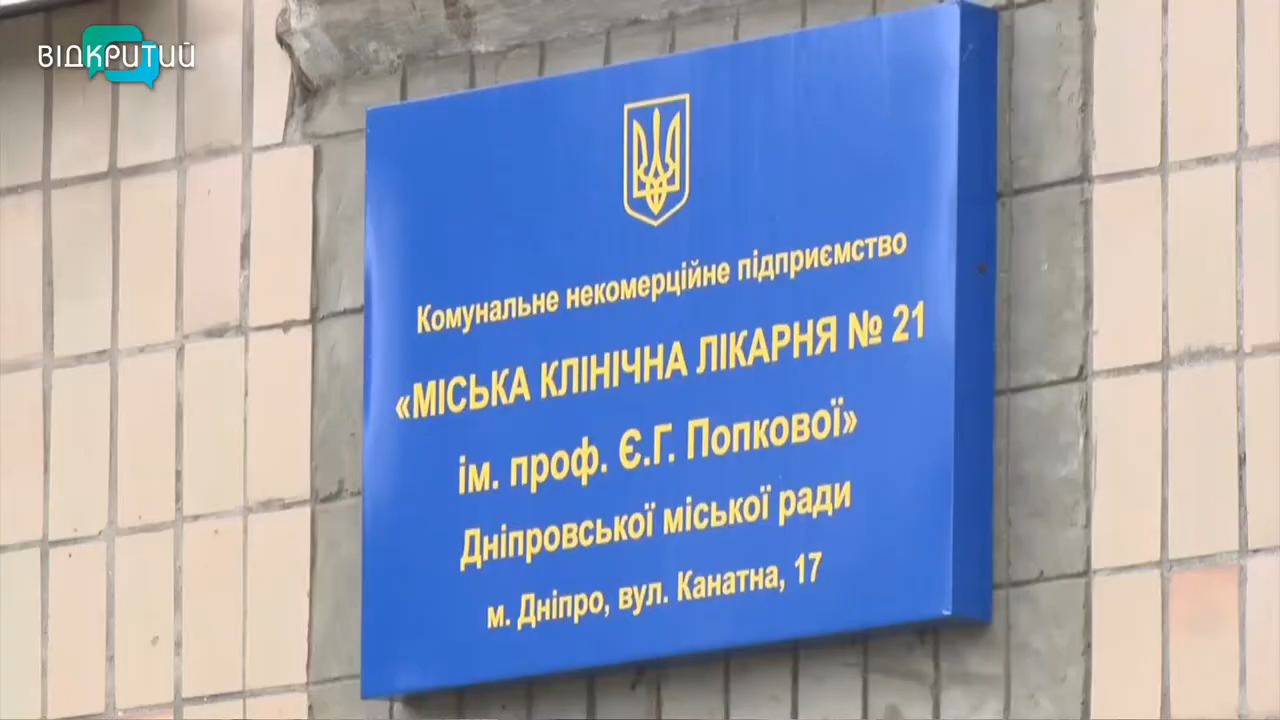 ВІДКРИТИЙ
Комунальне некомерційне підприємство
«МІСЬКА КЛІНІЧНА ЛІКАРНЯ № 21
ім. проф. Є.Г. Попкової»
Дніпровської міської ради
м. Дніпро, вул. Канатна, 17